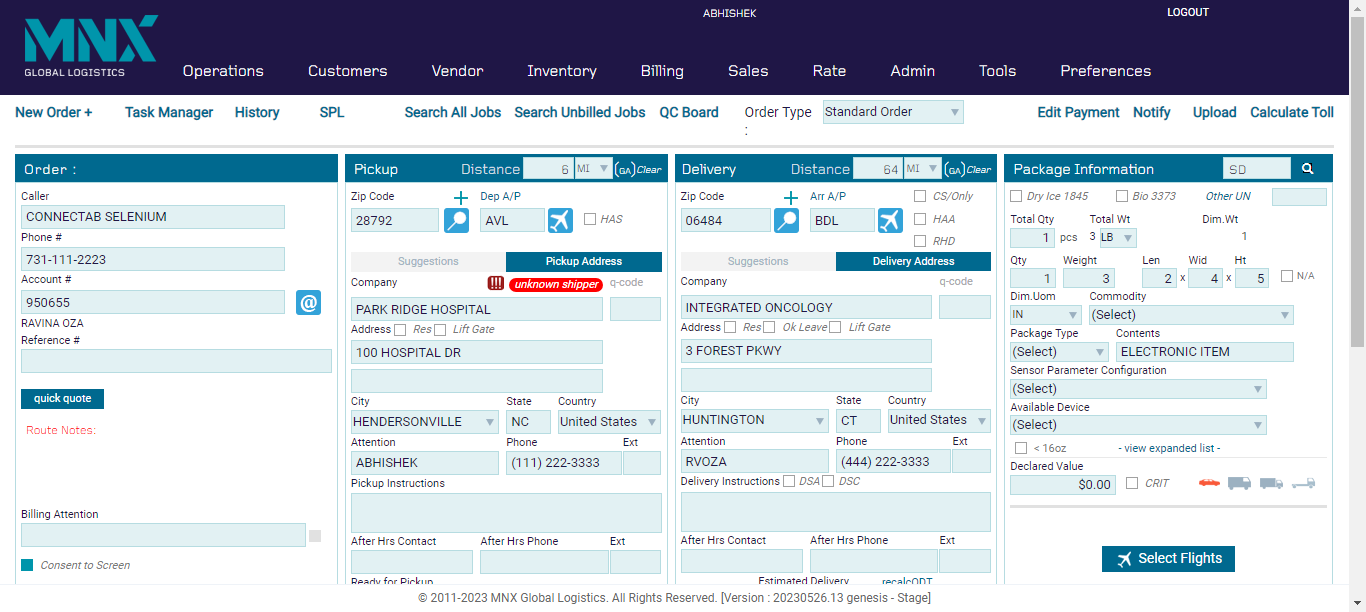 MNX
GLOBAL LOGISTICS
ABHISHEK
LOGOUT
Operations Customers Vendor Inventory Billing Sales Rate Admin Tools Preferences
New Order + Task Manager History SPL Search All Jobs Search Unbilled Jobs QC Board Order Type : Standard Order Edit Payment Notify Upload Calculate Toll
Order :
Caller
CONNECTAB SELENIUM
Phone #
731-111-2223
Account #
950655 @
RAVINA OZA
Reference #
quick quote
Route Notes:
Billing Attention
Consent to Screen
Pickup Distance 6 MI (GA) Clear
Zip Code + Dep A/P
28792 AVL HAS
Suggestions Pickup Address
Company !!! unknown shipper q-code
PARK RIDGE HOSPITAL
Address Res Lift Gate
100 HOSPITAL DR
City State Country
HENDERSONVILLE NC United States
Attention Phone Ext
ABHISHEK (111) 222-3333
Pickup Instructions
After Hrs Contact After Hrs Phone Ext
Ready for Pickup
Delivery Distance 64 MI (GA) Clear
Zip Code + Arr A/P CS/Only
06484 BDL HAA
RHD
Suggestions Delivery Address
Company q-code
INTEGRATED ONCOLOGY
Address Res Ok Leave Lift Gate
3 FOREST PKWY
City State Country
HUNTINGTON CT United States
Attention Phone Ext
RVOZA (444) 222-3333
Delivery Instructions DSA DSC
After Hrs Contact After Hrs Phone Ext
Estimated Delivery recalcODT
Package Information SD
Dry Ice 1845 Bio 3373 Other UN
Total Qty Total Wt Dim.Wt
1 pcs 3 LB 1
Qty Weight Len Wid Ht
1 3 2 x 4 x 5 N/A
Dim.Uom Commodity
IN (Select)
Package Type Contents
(Select) ELECTRONIC ITEM
Sensor Parameter Configuration
(Select)
Available Device
(Select)
< 16oz - view expanded list -
Declared Value
$0.00 CRIT
Select Flights
© 2011-2023 MNX Global Logistics. All Rights Reserved. [Version : 20230526.13 genesis - Stage]